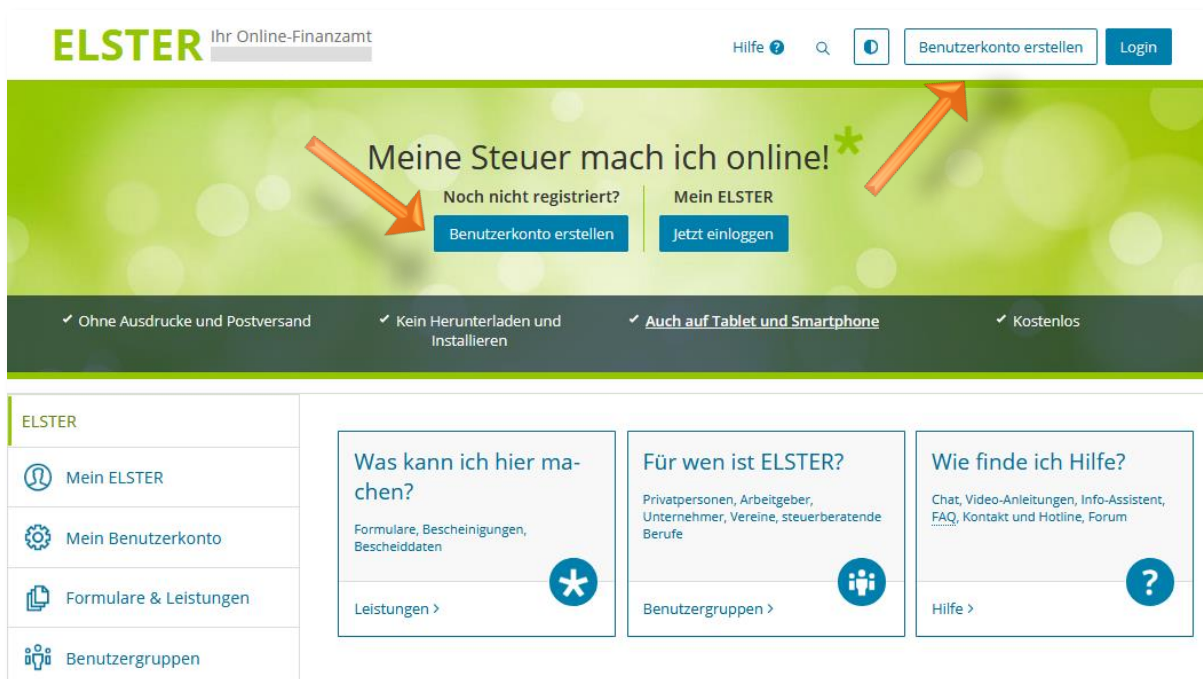 ELSTER Ihr Online-Finanzamt
Hilfe ? Benutzerkonto erstellen Login
Meine Steuer mach ich online!*
Noch nicht registriert?
Benutzerkonto erstellen
Mein ELSTER
Jetzt einloggen
✓ Ohne Ausdrucke und Postversand
✓ Kein Herunterladen und
Installieren
✓ Auch auf Tablet und Smartphone
✓ Kostenlos
ELSTER
Mein ELSTER
Mein Benutzerkonto
Formulare & Leistungen
Benutzergruppen
Was kann ich hier ma-
chen?
Formulare, Bescheinigungen,
Bescheiddaten
Leistungen >
Für wen ist ELSTER?
Privatpersonen, Arbeitgeber,
Unternehmer, Vereine, steuerberatende
Berufe
Benutzergruppen >
Wie finde ich Hilfe?
Chat, Video-Anleitungen, Info-Assistent,
FAQ, Kontakt und Hotline, Forum
?
Hilfe >